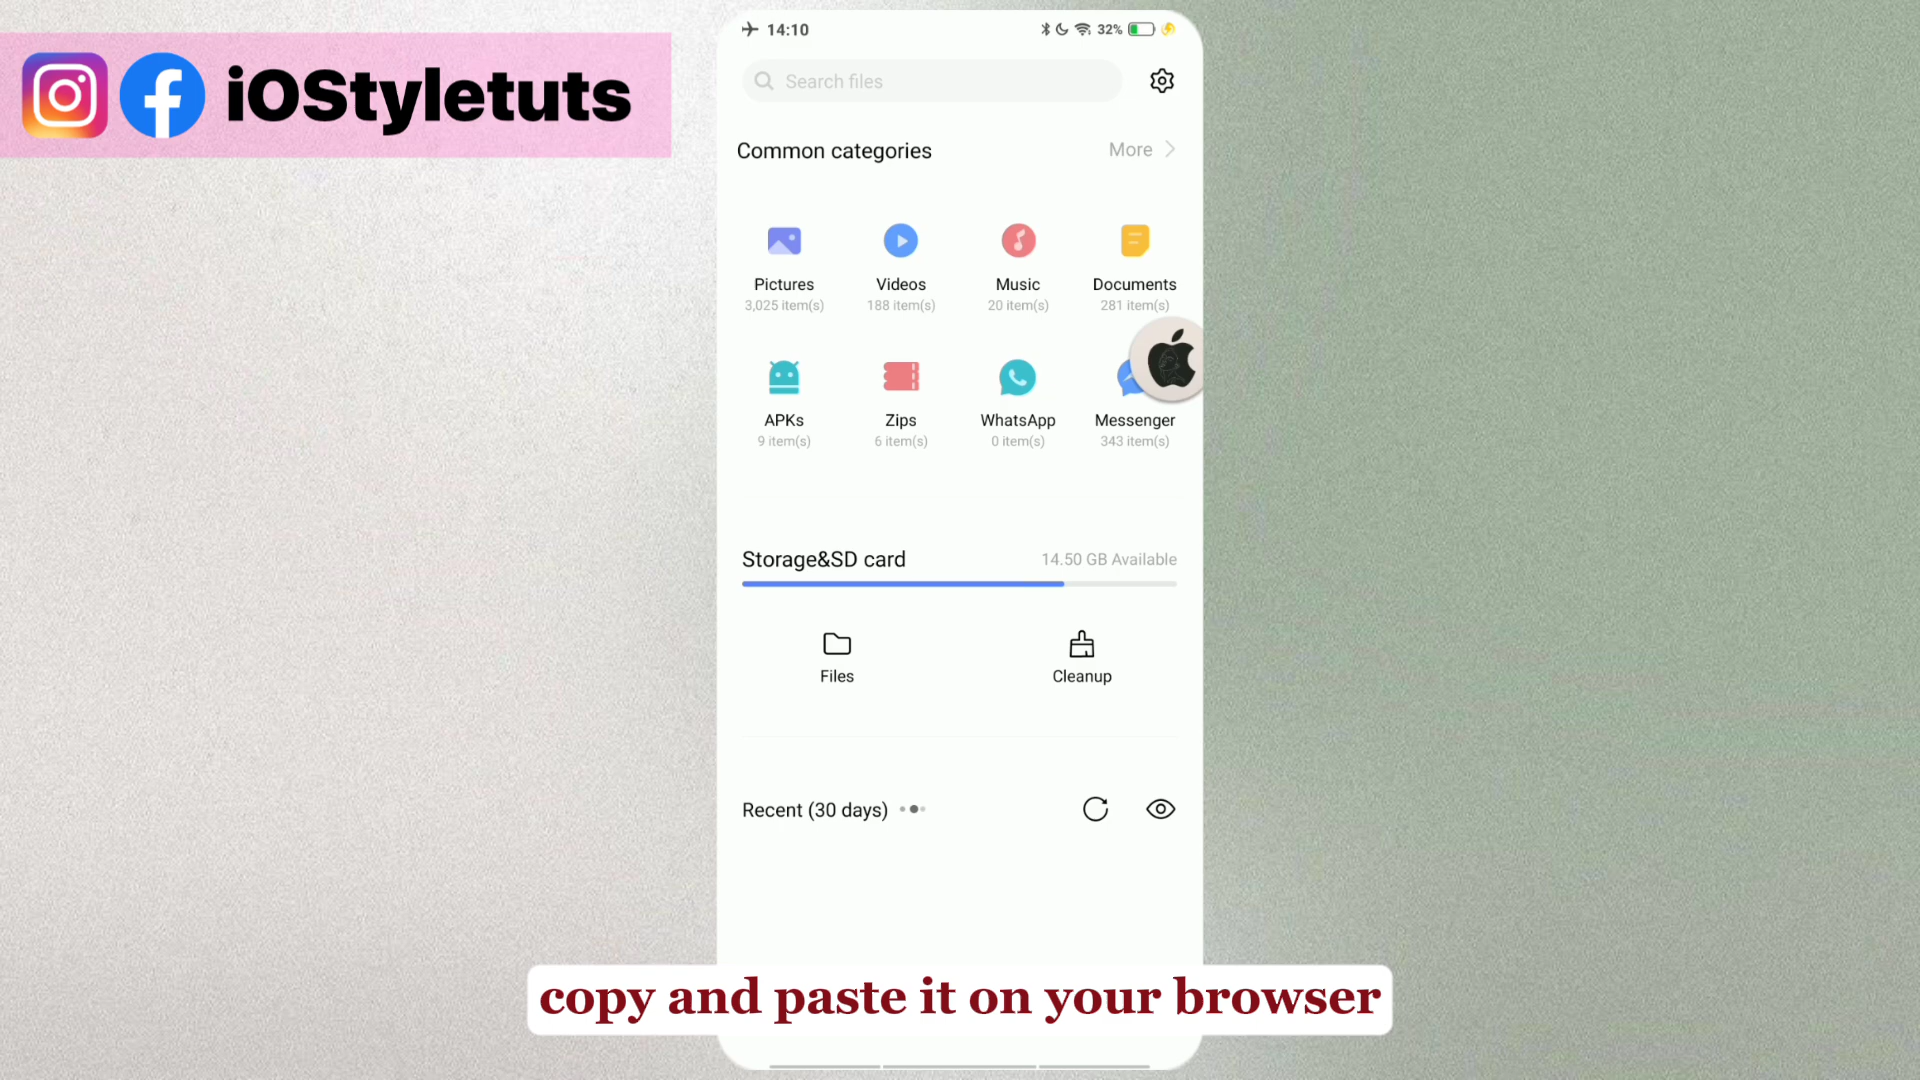 iOStyletuts
14:10
32%
Search files
Common categories
More
Pictures
Videos
Music
Documents
3,025 item(s)
188 item(s)
20 item(s)
281 item(s)
APKs
Zips
WhatsApp
Messenger
9 item(s)
6 item(s)
0 item(s)
343 item(s)
Storage&SD card
14.50 GB Available
Files
Cleanup
Recent (30 days)
copy and paste it on your browser